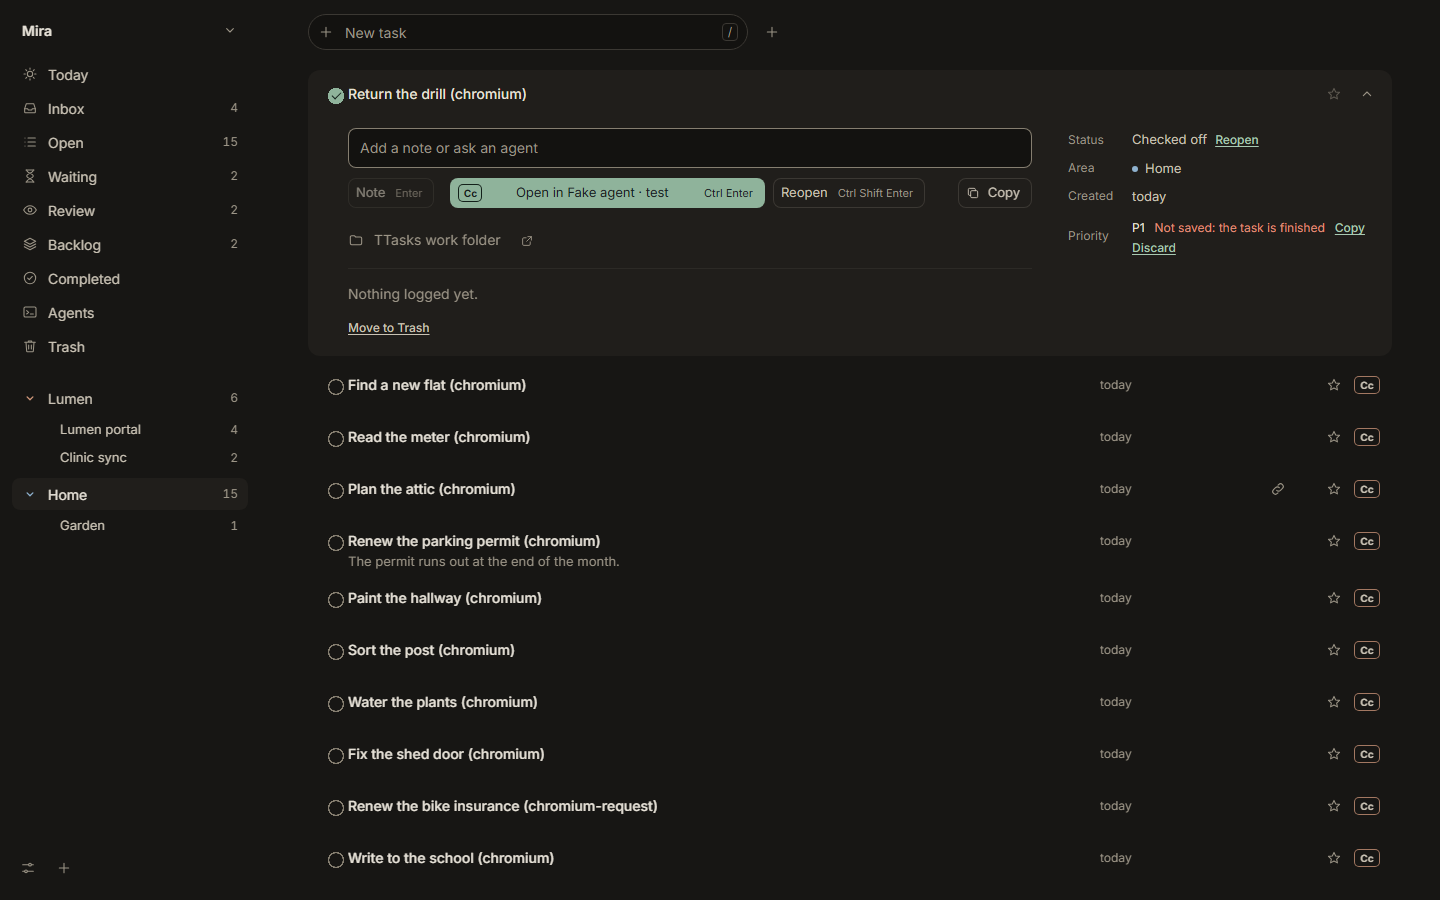 Mira
Today
Inbox 4
Open 15
Waiting 2
Review 2
Backlog 2
Completed
Agents
Trash
Lumen 6
Lumen portal 4
Clinic sync 2
Home 15
Garden 1
New task /
Return the drill (chromium)
Add a note or ask an agent
Note Enter
Cc Open in Fake agent · test Ctrl Enter
Reopen Ctrl Shift Enter
Copy
TTasks work folder
Nothing logged yet.
Move to Trash
Status Checked off Reopen
Area Home
Created today
Priority P1 Not saved: the task is finished Copy
Discard
Find a new flat (chromium) today Cc
Read the meter (chromium) today Cc
Plan the attic (chromium) today Cc
Renew the parking permit (chromium) today Cc
The permit runs out at the end of the month.
Paint the hallway (chromium) today Cc
Sort the post (chromium) today Cc
Water the plants (chromium) today Cc
Fix the shed door (chromium) today Cc
Renew the bike insurance (chromium-request) today Cc
Write to the school (chromium) today Cc